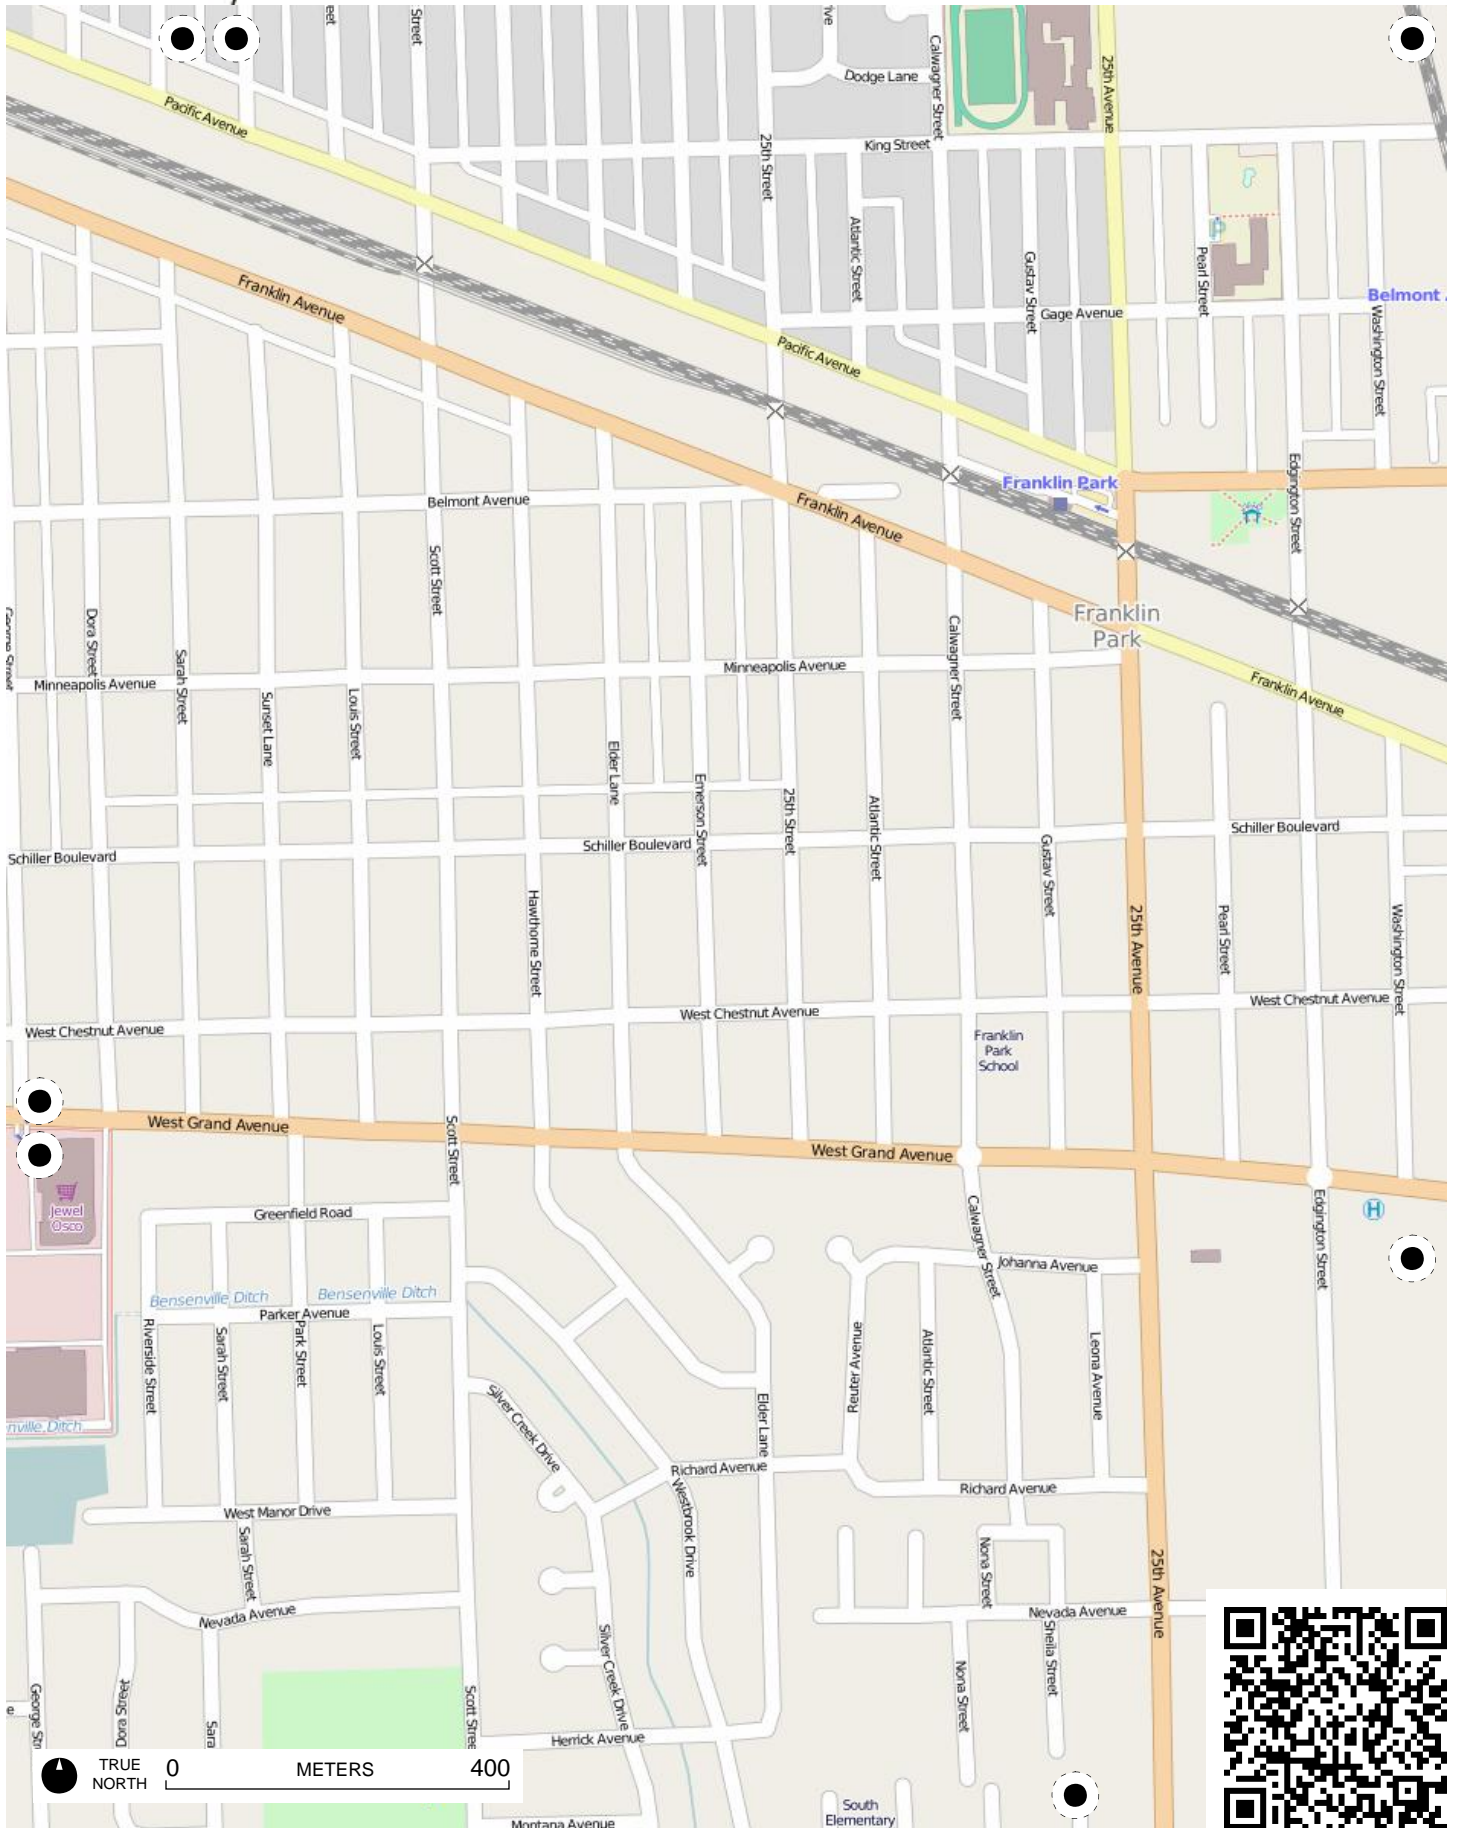 Street
Dodge Lane
Calwagner Street
25th Avenue
Pacific Avenue
25th Street
King Street
Atlantic Street
Gustav Street
Pearl Street
Franklin Avenue
Gage Avenue
Belmont
Washington Street
Pacific Avenue
Franklin Park
Edgington Street
Belmont Avenue
Franklin Avenue
Scott Street
George Street
Dora Street
Sarah Street
Calwagner Street
Franklin
Park
Minneapolis Avenue
Minneapolis Avenue
Franklin Avenue
Sunset Lane
Louis Street
Elder Lane
Emerson Street
25th Street
Atlantic Street
Schiller Boulevard
Schiller Boulevard
Schiller Boulevard
Gustav Street
Hawthorne Street
25th Avenue
Pearl Street
Washington Street
West Chestnut Avenue
West Chestnut Avenue
West Chestnut Avenue
Franklin
Park
School
West Grand Avenue
Scott Street
West Grand Avenue
Jewel
Osco
Greenfield Road
Calwagner Street
Edgington Street
H
Johanna Avenue
Bensenville Ditch
Bensenville Ditch
Parker Avenue
Riverside Street
Sarah Street
Park Street
Louis Street
Reuter Avenue
Atlantic Street
Leona Avenue
Silver Creek Drive
Elder Lane
nville Ditch
Richard Avenue
Richard Avenue
West Manor Drive
Westbrook Drive
Sarah Street
Nona Street
25th Avenue
Nevada Avenue
Nevada Avenue
Silver Creek Drive
Sheila Street
Nona Street
George Str
Dora Street
Sara
Scott Stree
Herrick Avenue
TRUE
NORTH
0 METERS 400
South
Elementary
Montana Avenue